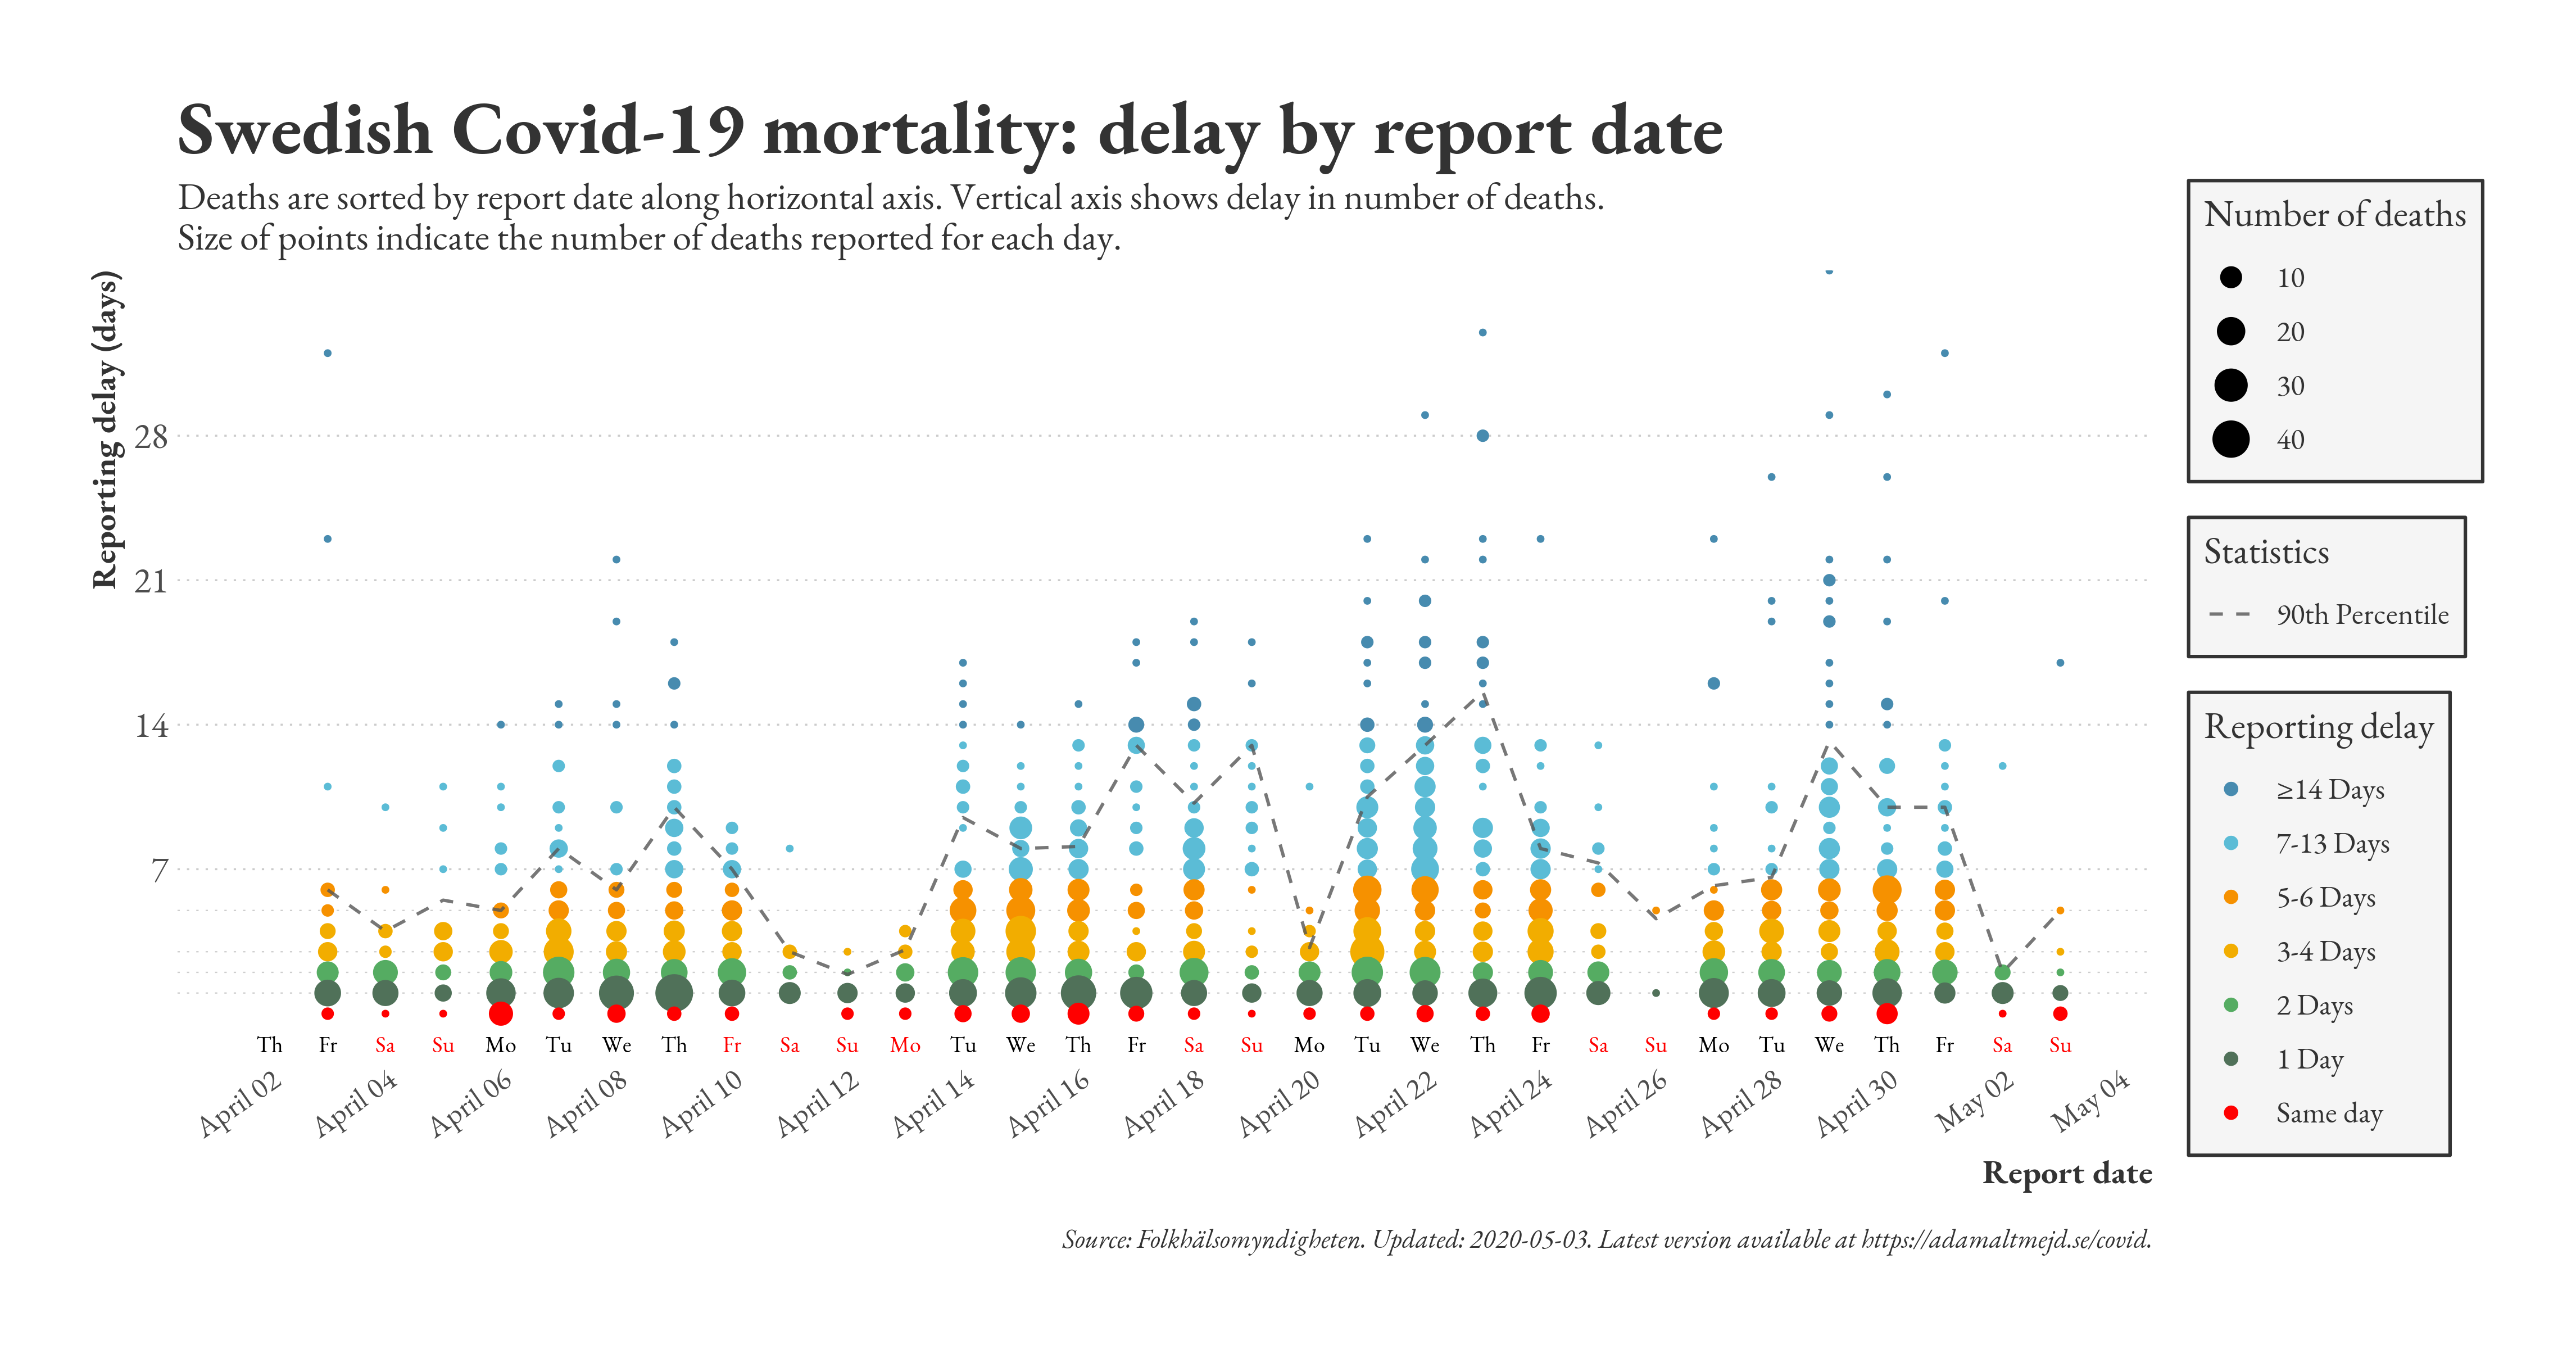 Swedish Covid-19 mortality: delay by report date
Deaths are sorted by report date along horizontal axis. Vertical axis shows delay in number of deaths.
Size of points indicate the number of deaths reported for each day.
Reporting delay (days)
28
21
14
7
Th Fr Sa Su Mo Tu We Th Fr Sa Su Mo Tu We Th Fr Sa Su Mo Tu We Th Fr Sa Su Mo Tu We Th Fr Sa Su
April 02 April 04 April 06 April 08 April 10 April 12 April 14 April 16 April 18 April 20 April 22 April 24 April 26 April 28 April 30 May 02 May 04
Report date
Number of deaths
10
20
30
40
Statistics
90th Percentile
Reporting delay
≥14 Days
7-13 Days
5-6 Days
3-4 Days
2 Days
1 Day
Same day
Source: Folkhälsomyndigheten. Updated: 2020-05-03. Latest version available at https://adamaltmejd.se/covid.